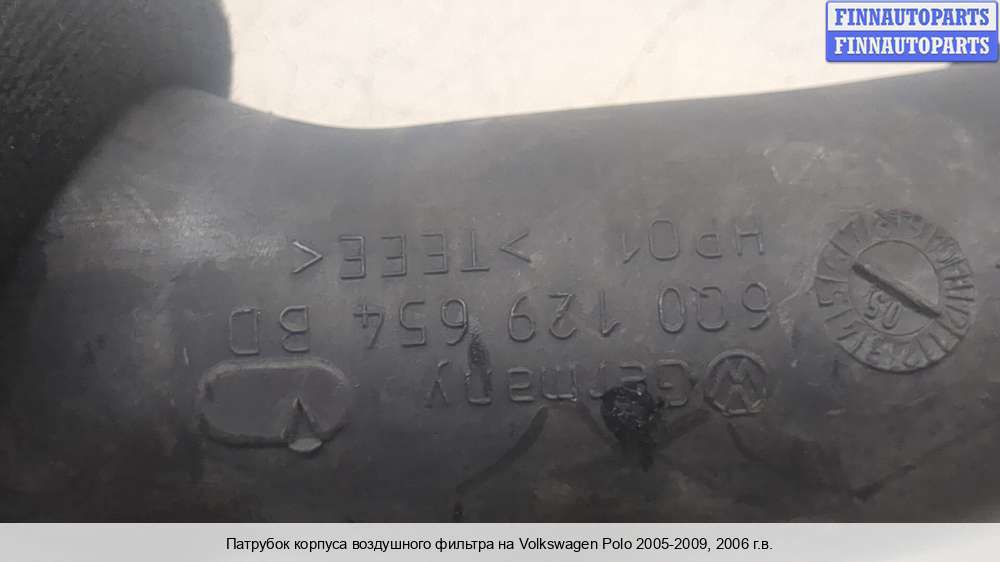 FINNAUTOPARTS
FINNAUTOPARTS
Germany
6Q0 129 654 BD
HP01 >TEEE<
05
Патрубок корпуса воздушного фильтра на Volkswagen Polo 2005-2009, 2006 г.в.